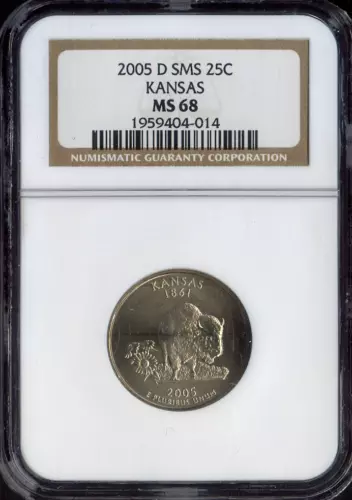 2005 D SMS 25C
KANSAS
MS 68
1959404-014
NUMISMATIC GUARANTY CORPORATION
KANSAS
1861
2005
E PLURIBUS UNUM